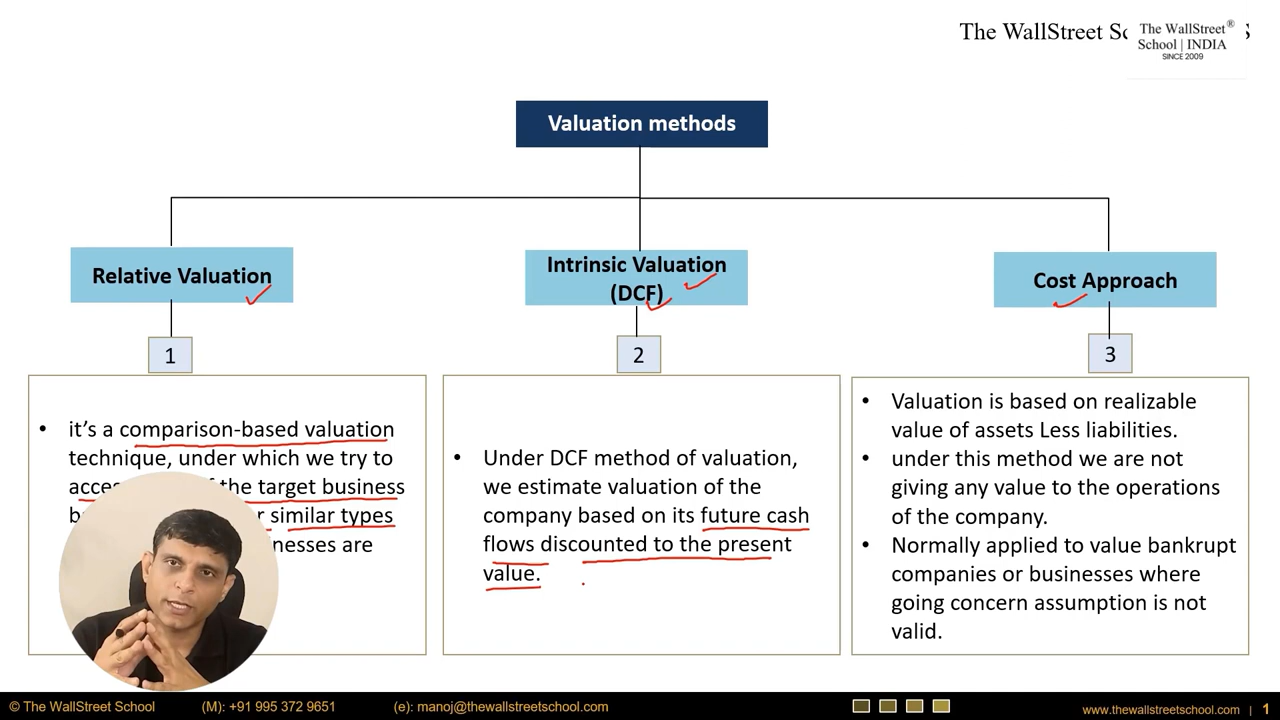 The WallStreet
The WallStreet®
School | INDIA
SINCE 2009
Valuation methods
Relative Valuation
Intrinsic Valuation
(DCF)
Cost Approach
1
2
3
• it's a comparison-based valuation
technique, under which we try to
the target business
similar types
are
• Under DCF method of valuation,
we estimate valuation of the
company based on its future cash
flows discounted to the present
value.
• Valuation is based on realizable
value of assets Less liabilities.
• under this method we are not
giving any value to the operations
of the company.
• Normally applied to value bankrupt
companies or businesses where
going concern assumption is not
valid.
© The WallStreet School (M): +91 995 372 9651 (e): manoj@thewallstreetschool.com www.thewallstreetschool.com | 1